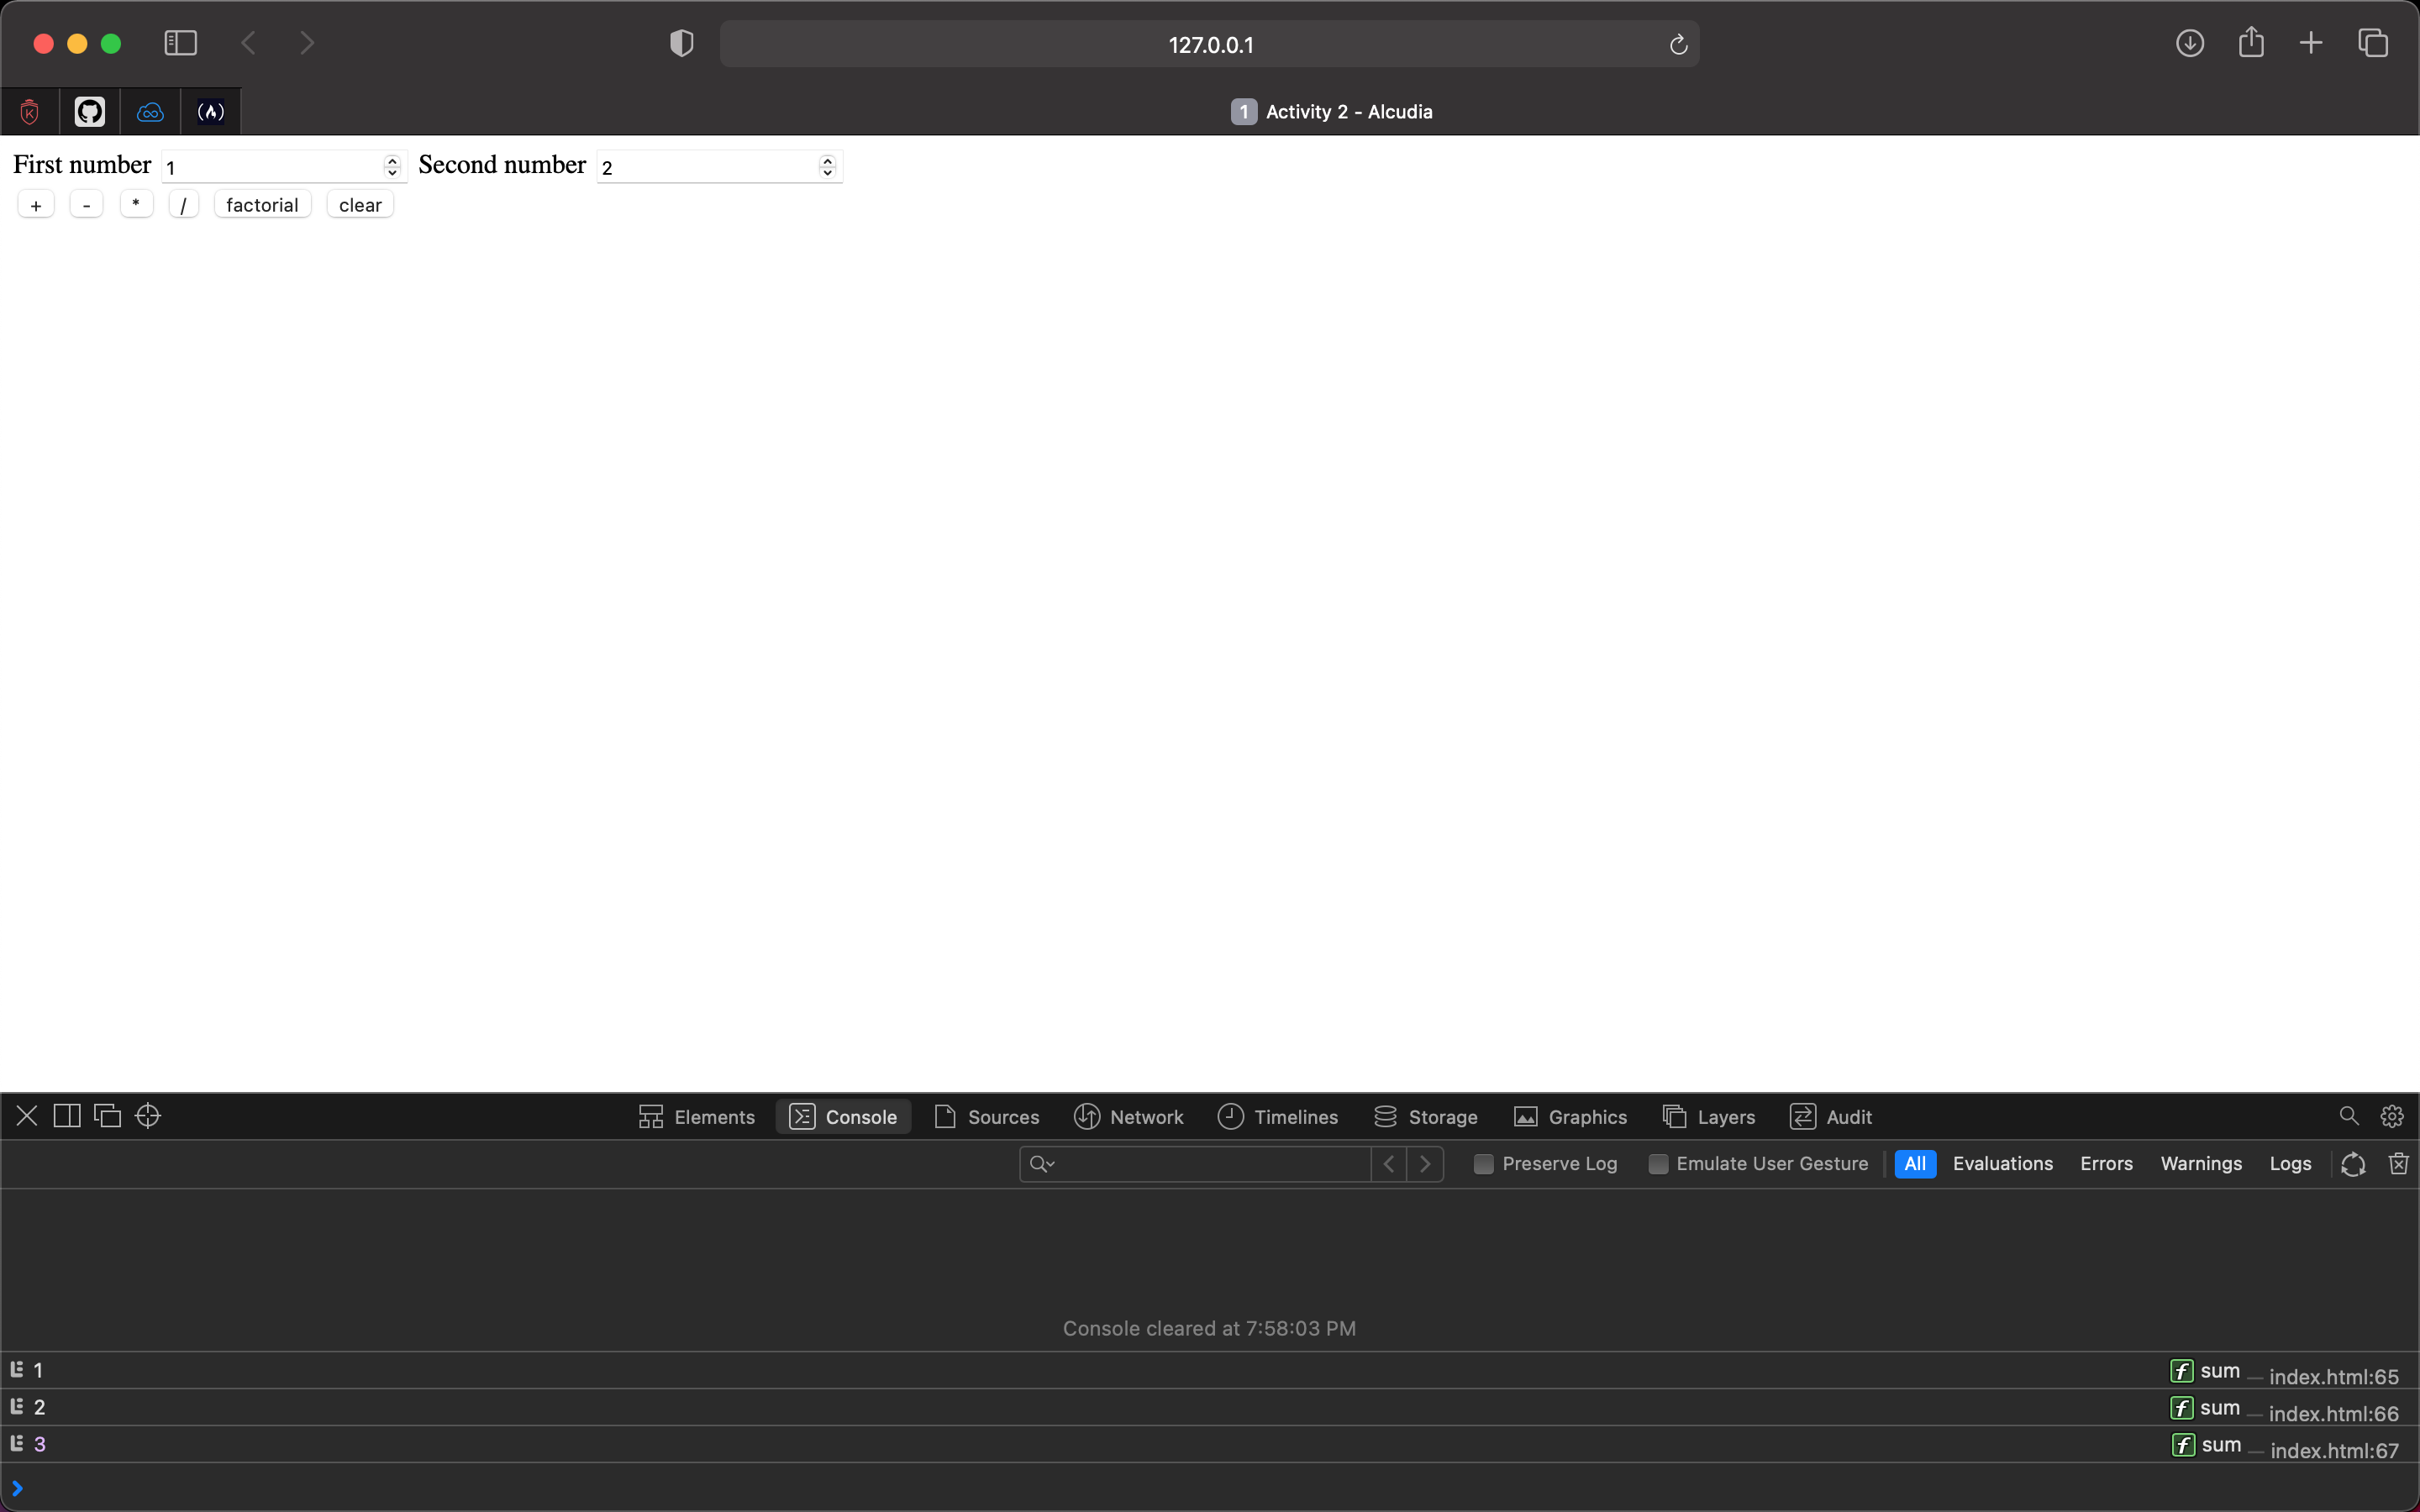 127.0.0.1
K
1 Activity 2 - Alcudia
First number 1 Second number 2
+ - * / factorial clear
Elements Console Sources Network Timelines Storage Graphics Layers Audit
Preserve Log Emulate User Gesture All Evaluations Errors Warnings Logs
Console cleared at 7:58:03 PM
1 f sum — index.html:65
2 f sum — index.html:66
3 f sum — index.html:67